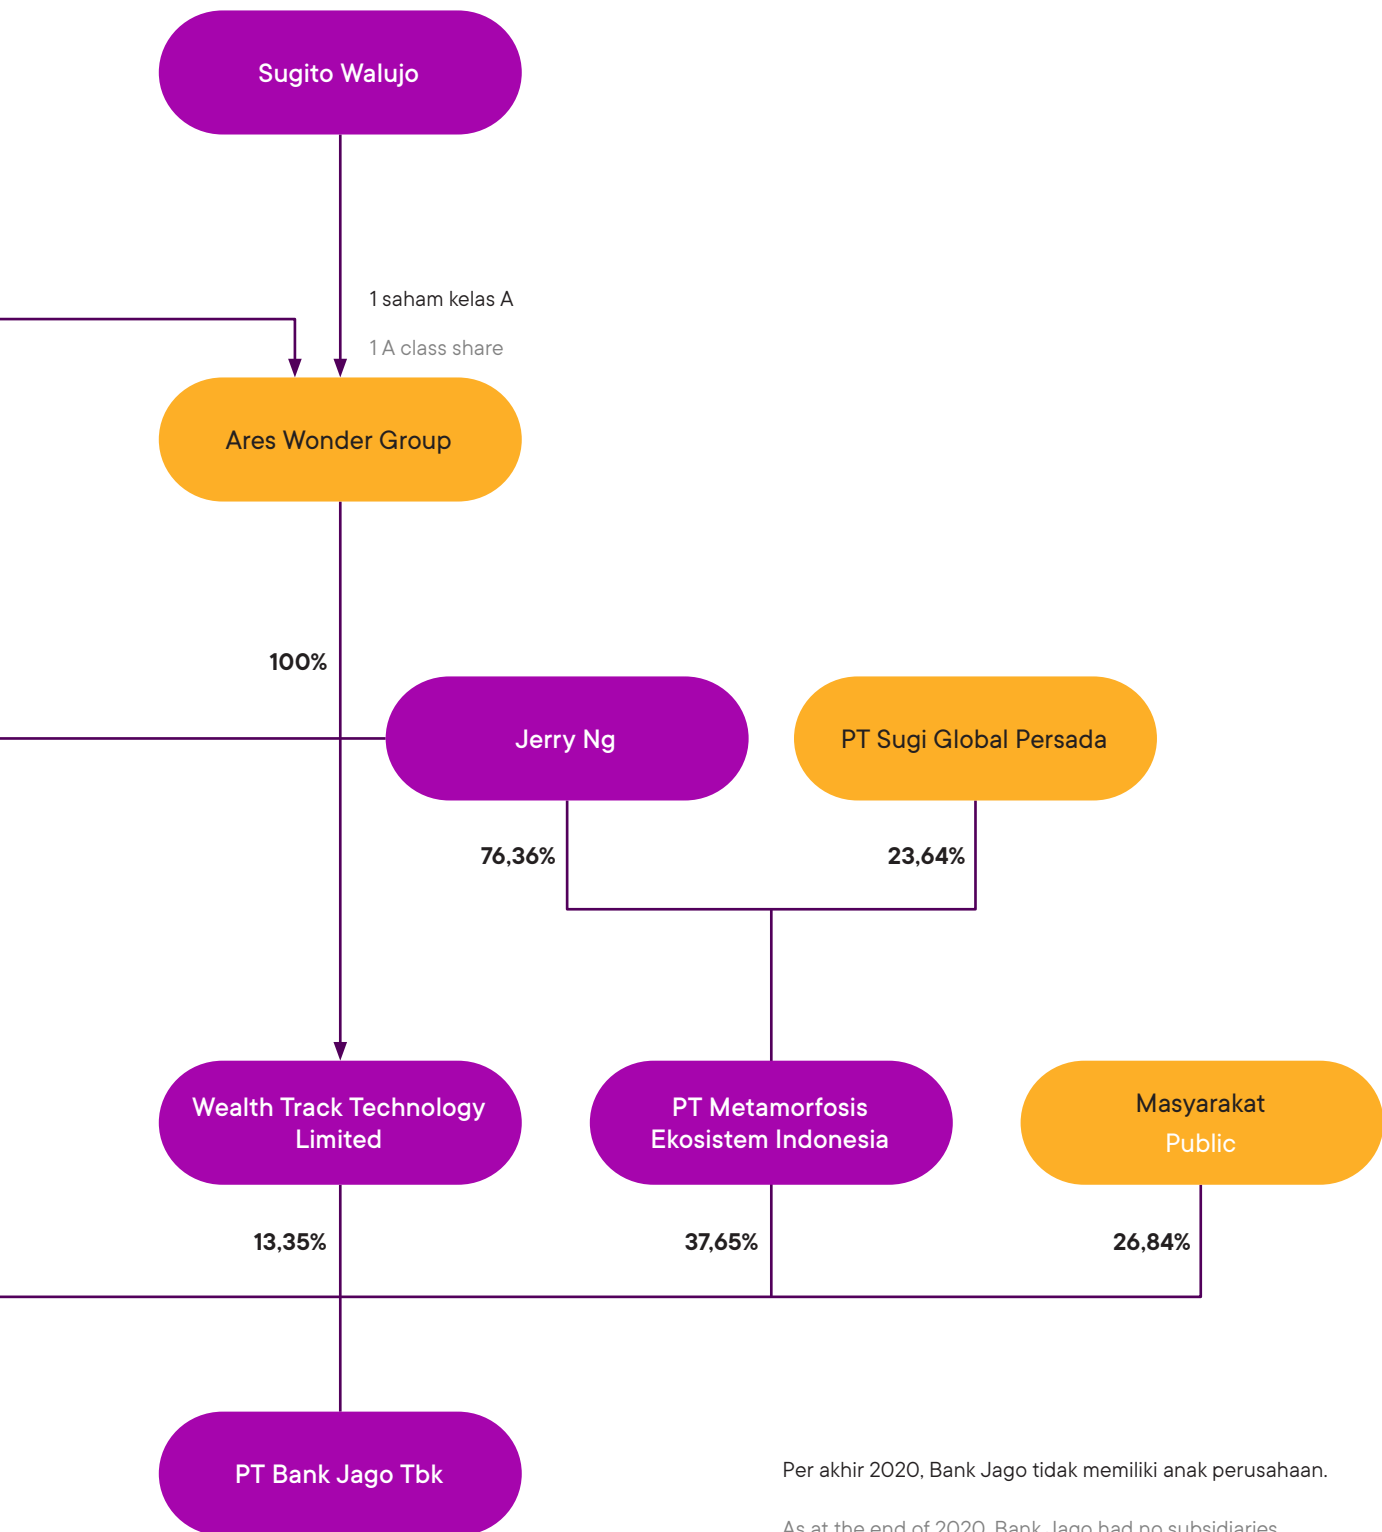 Sugito Walujo
1 saham kelas A
1 A class share
Ares Wonder Group
100%
Jerry Ng
PT Sugi Global Persada
76,36%
23,64%
Wealth Track Technology
Limited
PT Metamorfosis
Ekosistem Indonesia
Masyarakat
Public
13,35%
37,65%
26,84%
PT Bank Jago Tbk
Per akhir 2020, Bank Jago tidak memiliki anak perusahaan.
As at the end of 2020, Bank Jago had no subsidiaries